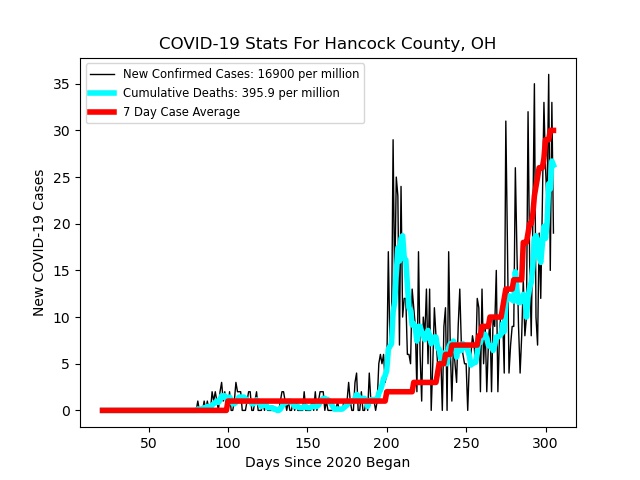 COVID-19 Stats For Hancock County, OH
New Confirmed Cases: 16900 per million
Cumulative Deaths: 395.9 per million
7 Day Case Average
New COVID-19 Cases
35
30
25
20
15
10
5
0
50 100 150 200 250 300
Days Since 2020 Began